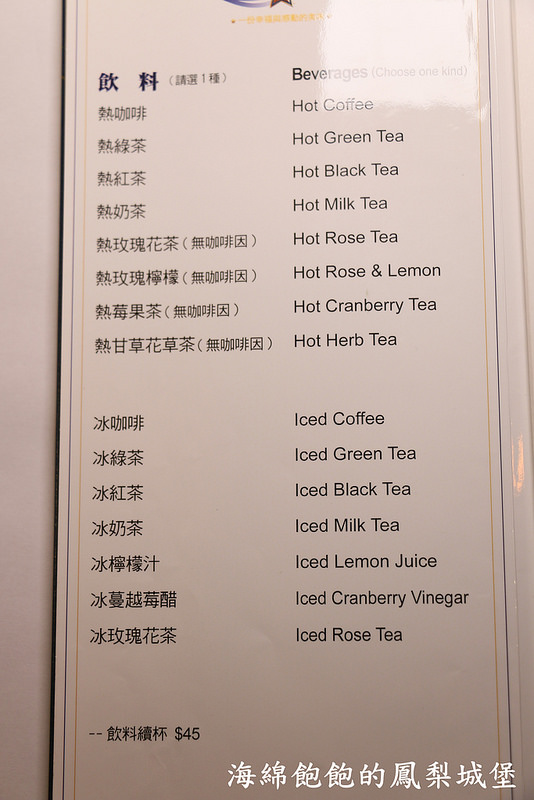 飲料（請選1種） Beverages (Choose one kind)
熱咖啡 Hot Coffee
熱綠茶 Hot Green Tea
熱紅茶 Hot Black Tea
熱奶茶 Hot Milk Tea
熱玫瑰花茶（無咖啡因） Hot Rose Tea
熱玫瑰檸檬（無咖啡因） Hot Rose & Lemon
熱莓果茶（無咖啡因） Hot Cranberry Tea
熱甘草花草茶（無咖啡因） Hot Herb Tea
冰咖啡 Iced Coffee
冰綠茶 Iced Green Tea
冰紅茶 Iced Black Tea
冰奶茶 Iced Milk Tea
冰檸檬汁 Iced Lemon Juice
冰蔓越莓醋 Iced Cranberry Vinegar
冰玫瑰花茶 Iced Rose Tea
-- 飲料續杯 $45
海綿飽飽的鳳梨城堡